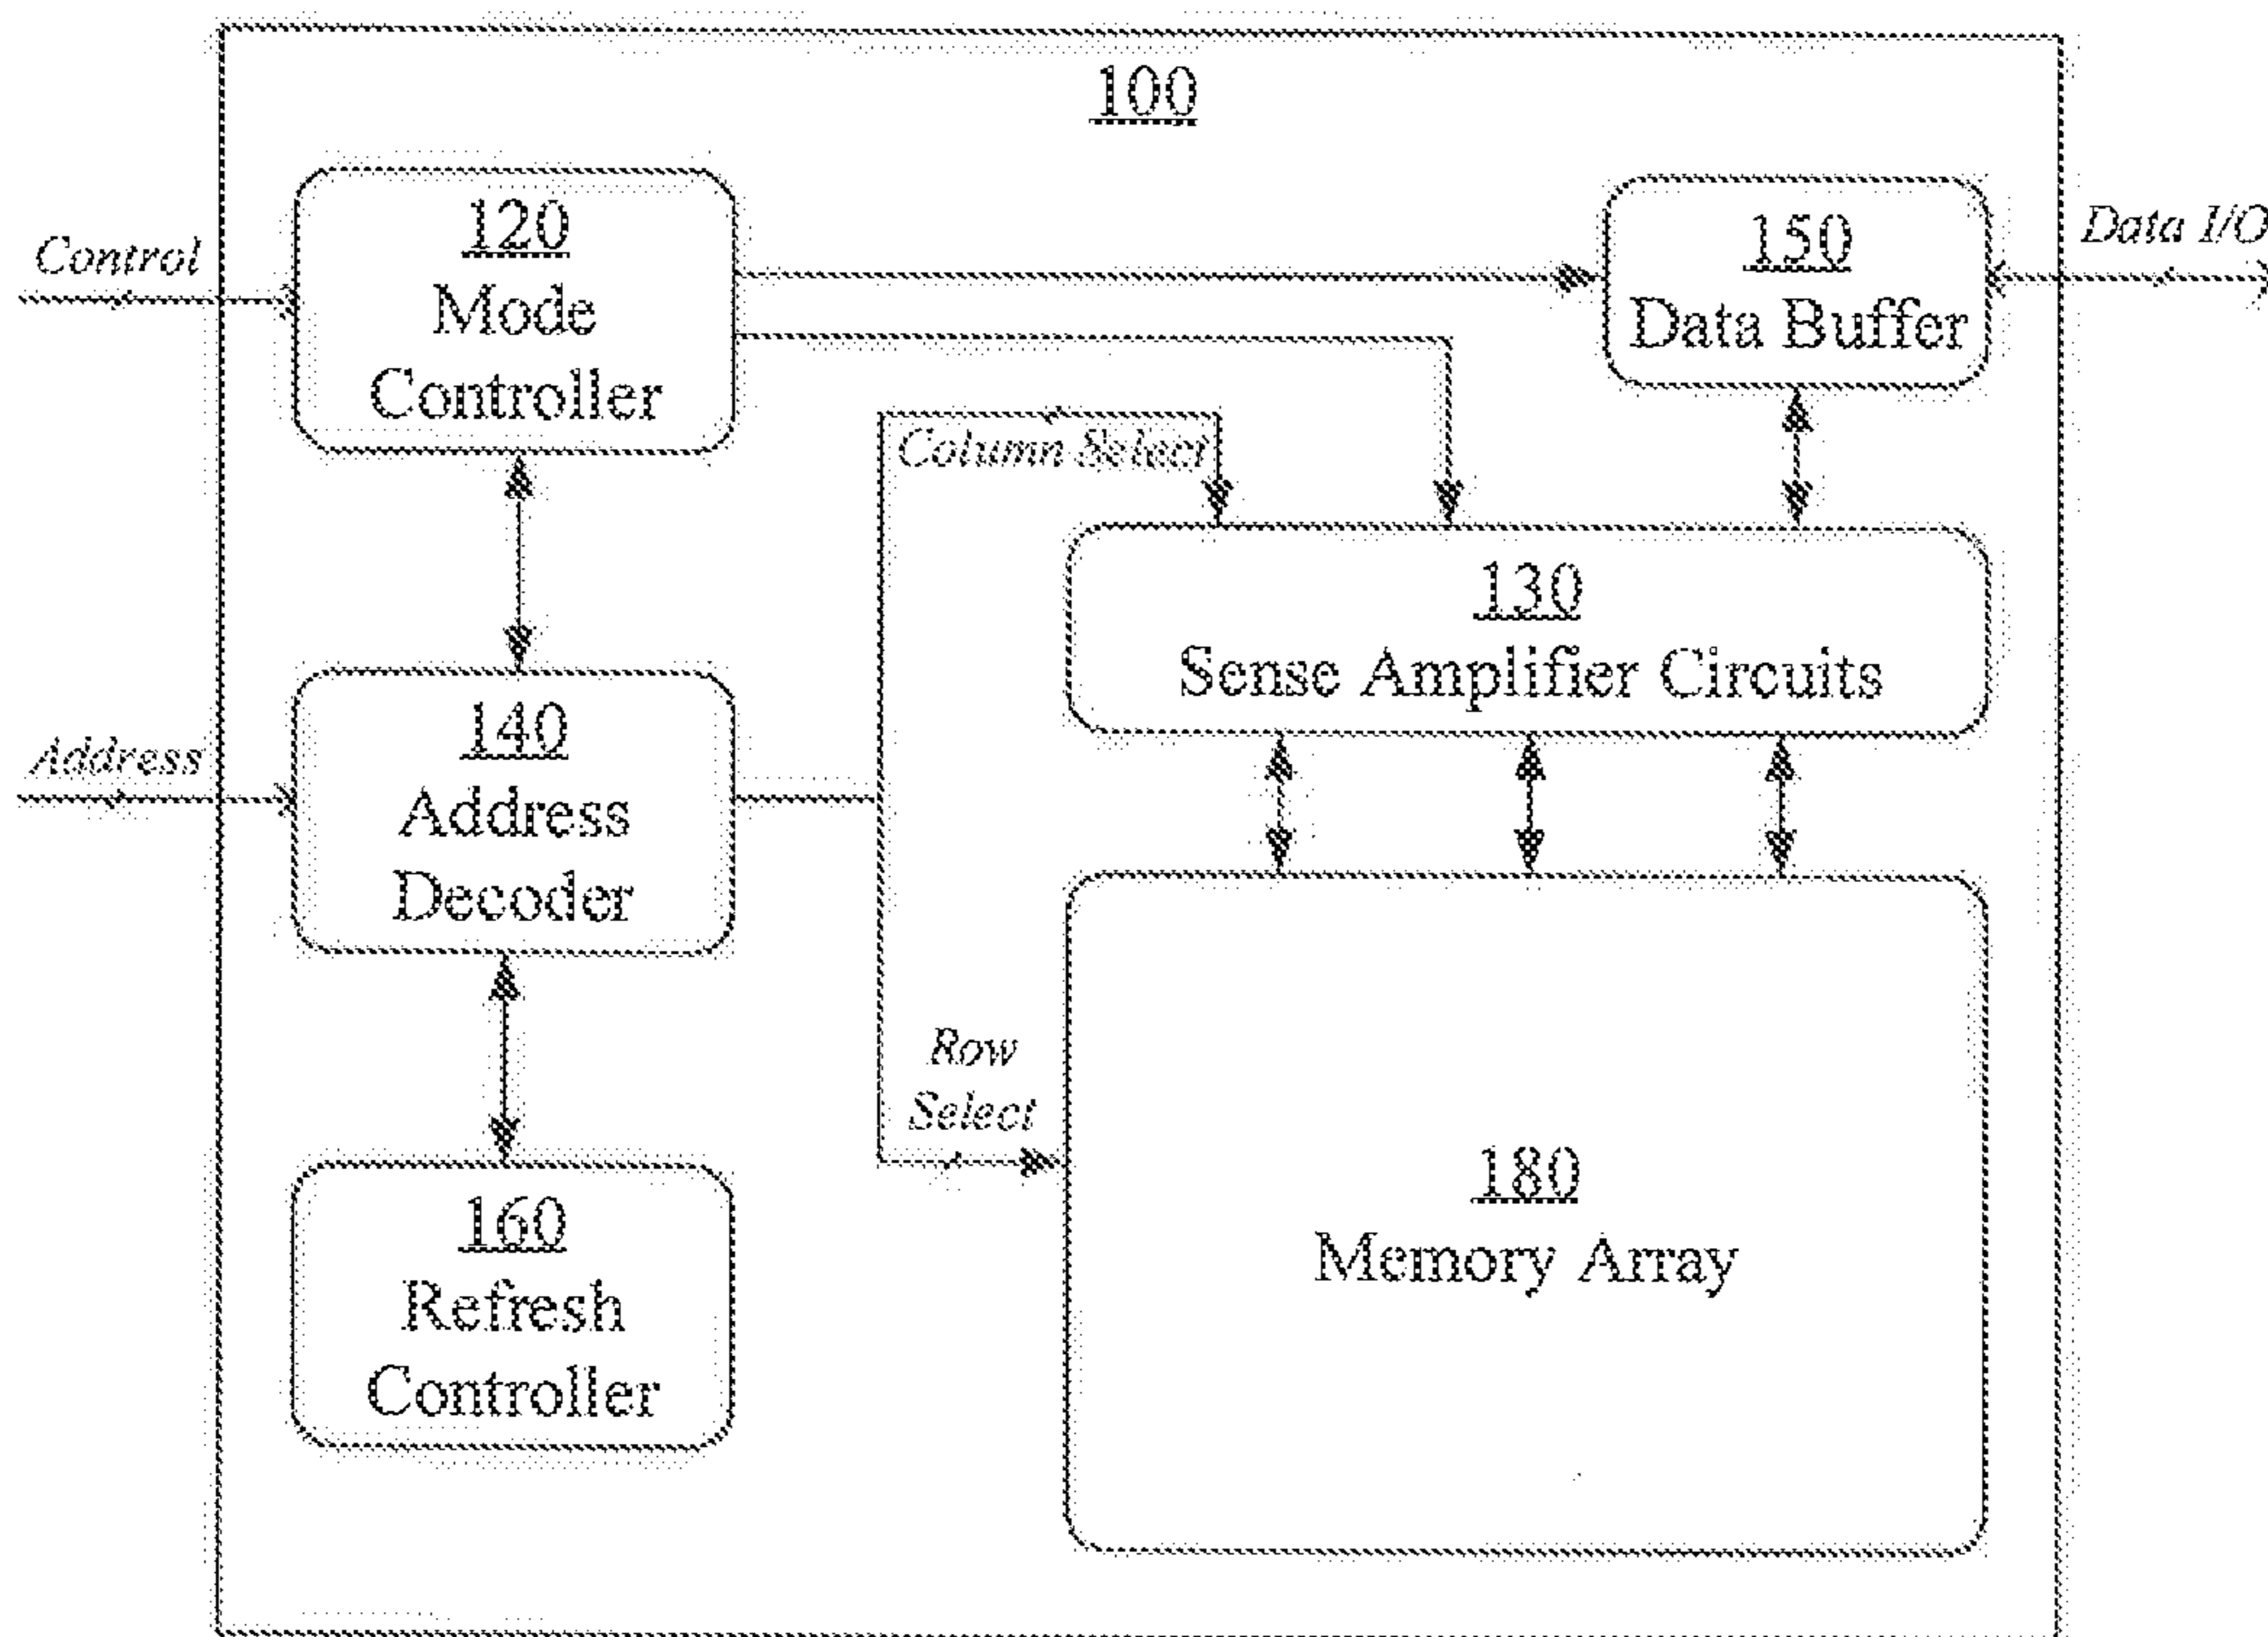 100
Control
120
Mode
Controller
150
Data Buffer
Data I/O
Column Select
130
Sense Amplifier Circuits
Address
140
Address
Decoder
Row
Select
160
Refresh
Controller
180
Memory Array